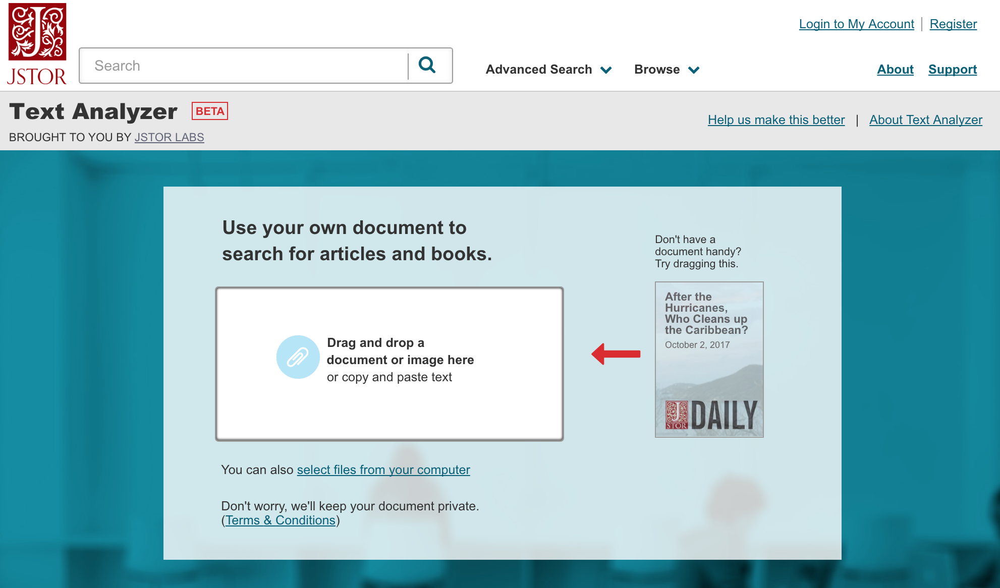 Login to My Account
Register
J
JSTOR
Search
Advanced Search
Browse
About
Support
Text Analyzer
BETA
BROUGHT TO YOU BY JSTOR LABS
Help us make this better | About Text Analyzer
Use your own document to
search for articles and books.
Drag and drop a
document or image here
or copy and paste text
You can also select files from your computer
Don't worry, we'll keep your document private.
(Terms & Conditions)
Don't have a
document handy?
Try dragging this.
After the
Hurricanes,
Who Cleans up
the Caribbean?
October 2, 2017
J
STOR
DAILY